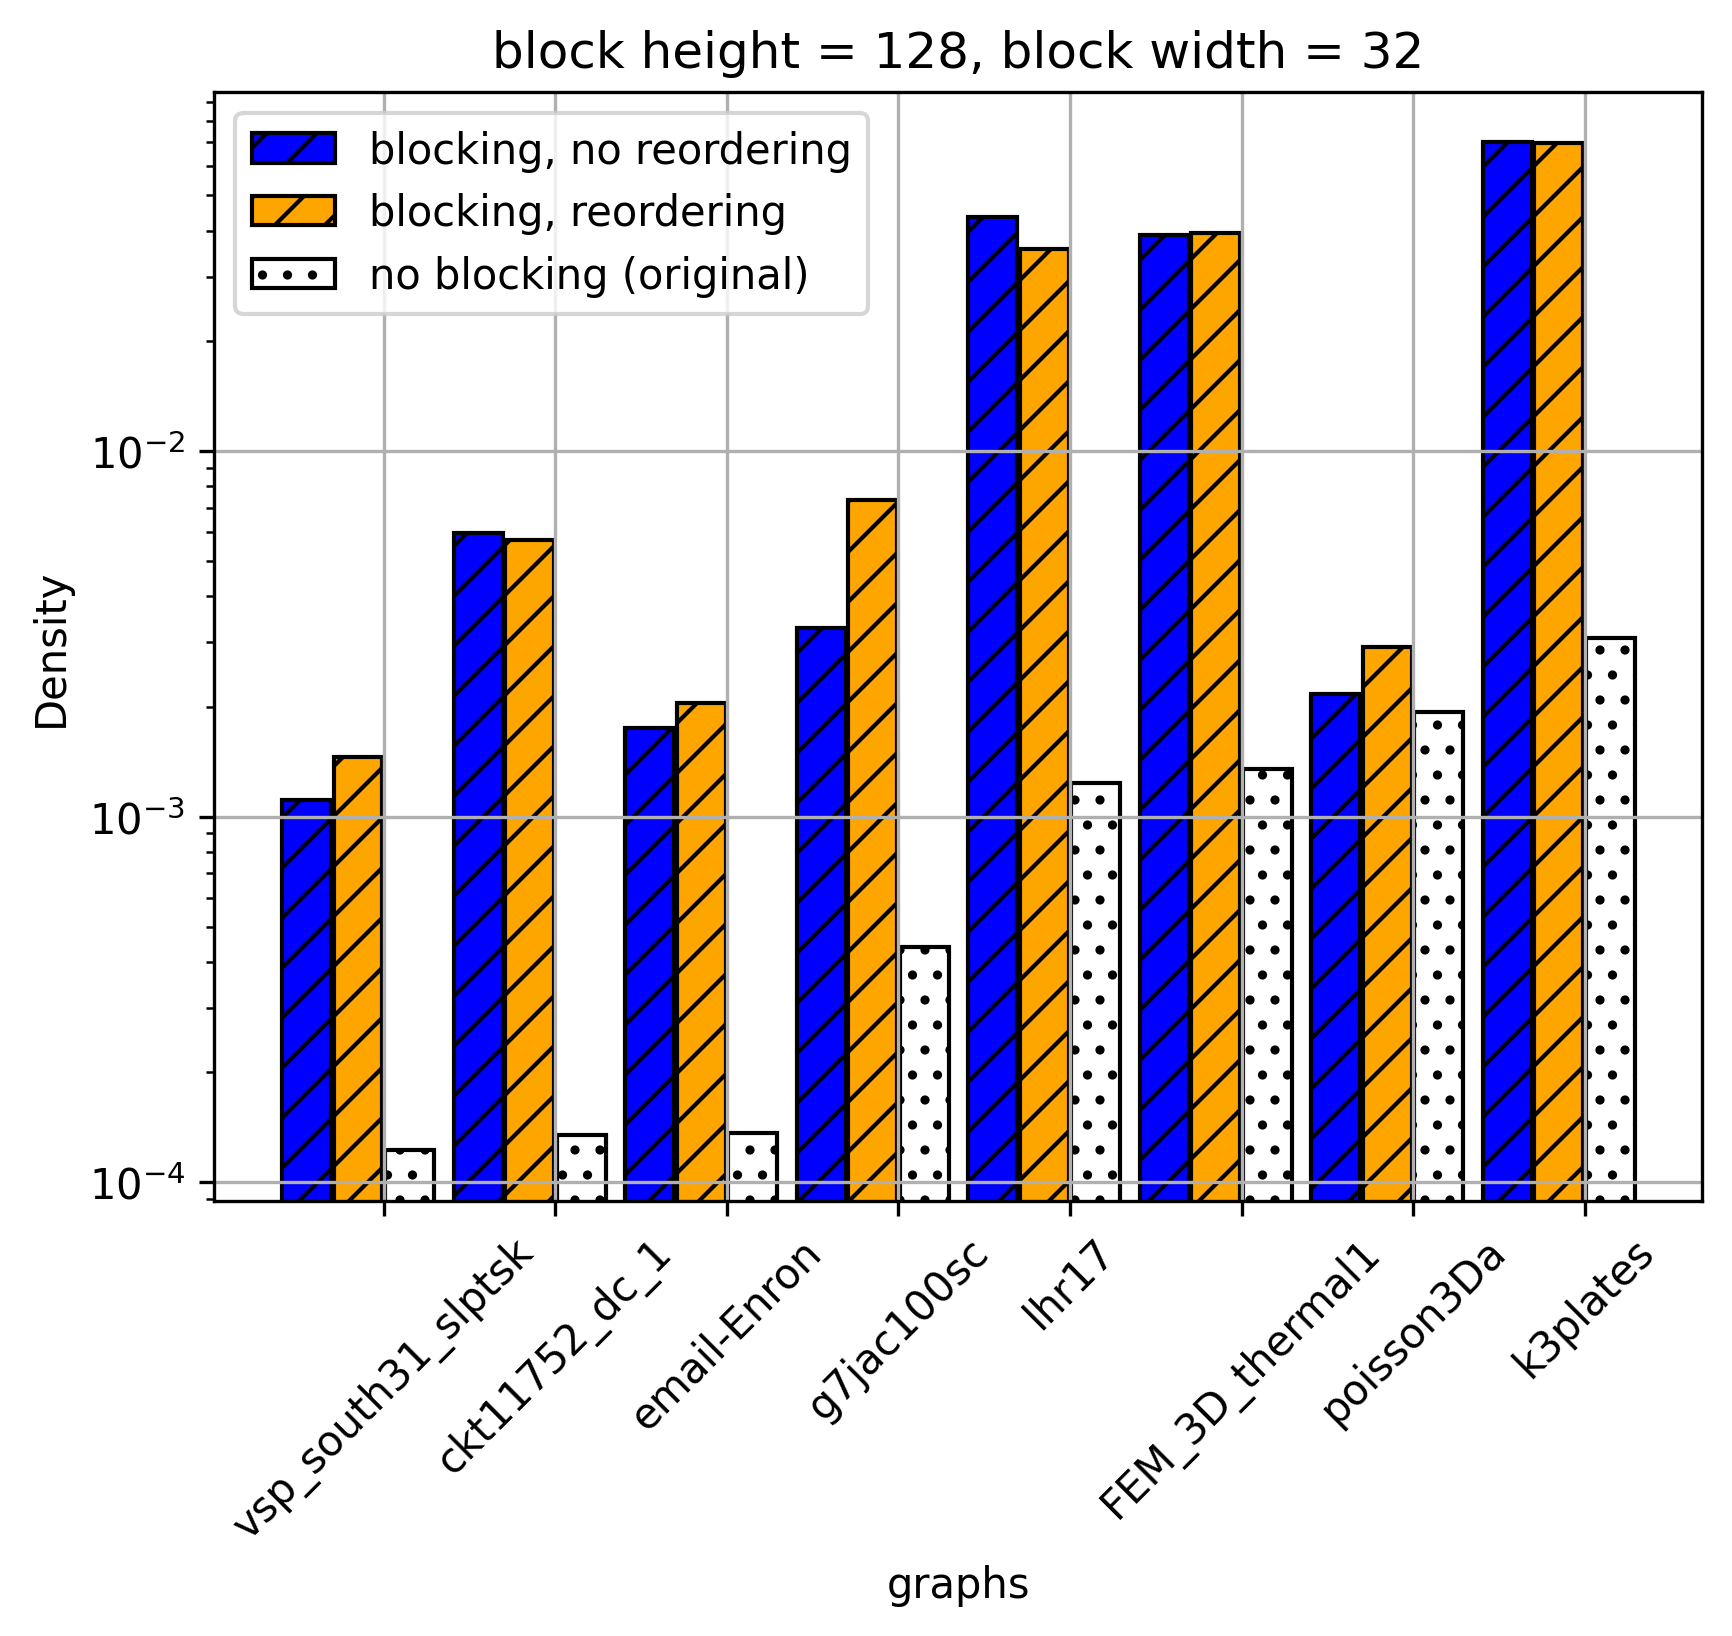 block height = 128, block width = 32
blocking, no reordering
blocking, reordering
no blocking (original)
Density
10⁻²
10⁻³
10⁻⁴
vsp_south31_slptsk
ckt11752_dc_1
email-Enron
g7jac100sc
lhr17
FEM_3D_thermal1
poisson3Da
k3plates
graphs